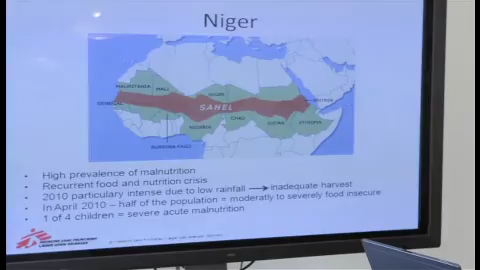 Niger
MAURITANIA
MALI
NIGER
SENEGAL
SAHEL
ERITREA
CHAD
SUDAN
ETHIOPIA
NIGERIA
BURKINA FASO
• High prevalence of malnutrition
• Recurrent food and nutrition crisis
• 2010 particulary intense due to low rainfall → inadequate harvest
• In April 2010 – half of the population = moderatly to severely food insecure
• 1 of 4 children = severe acute malnutrition